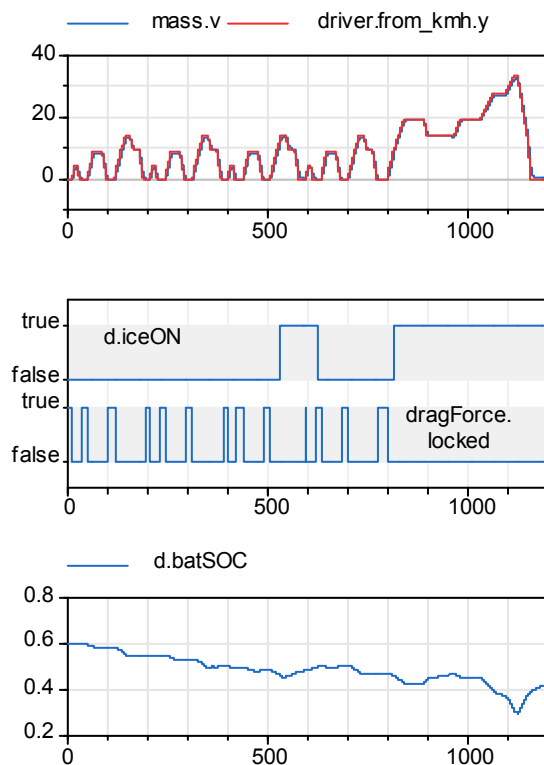 mass.v driver.from_kmh.y
40
20
0
0 500 1000
true
d.iceON
false
true
dragForce.
locked
false
0 500 1000
d.batSOC
0.8
0.6
0.4
0.2
0 500 1000